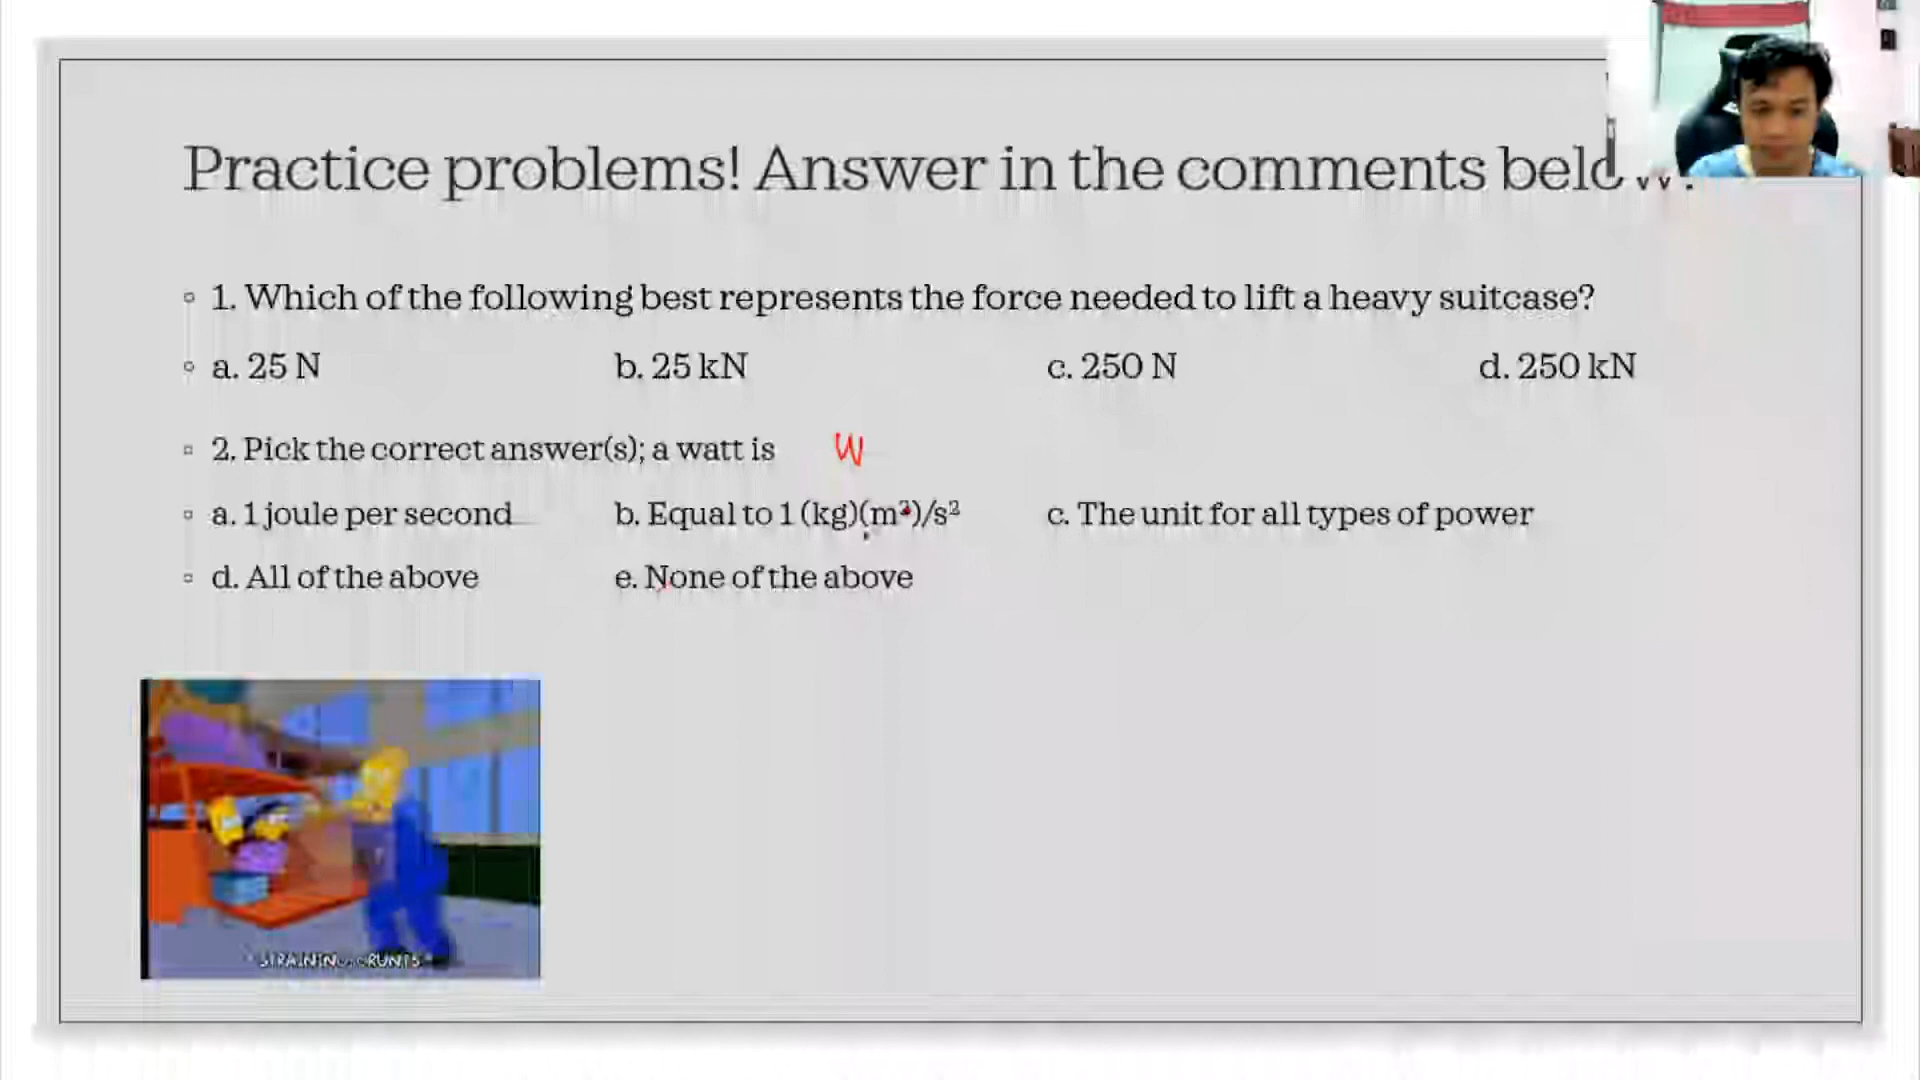 Practice problems! Answer in the comments below!
1. Which of the following best represents the force needed to lift a heavy suitcase?
a. 25 N b. 25 kN c. 250 N d. 250 kN
2. Pick the correct answer(s); a watt is W
a. 1 joule per second b. Equal to 1 (kg)(m²)/s² c. The unit for all types of power
d. All of the above e. None of the above
*STRAINING GRUNTS*